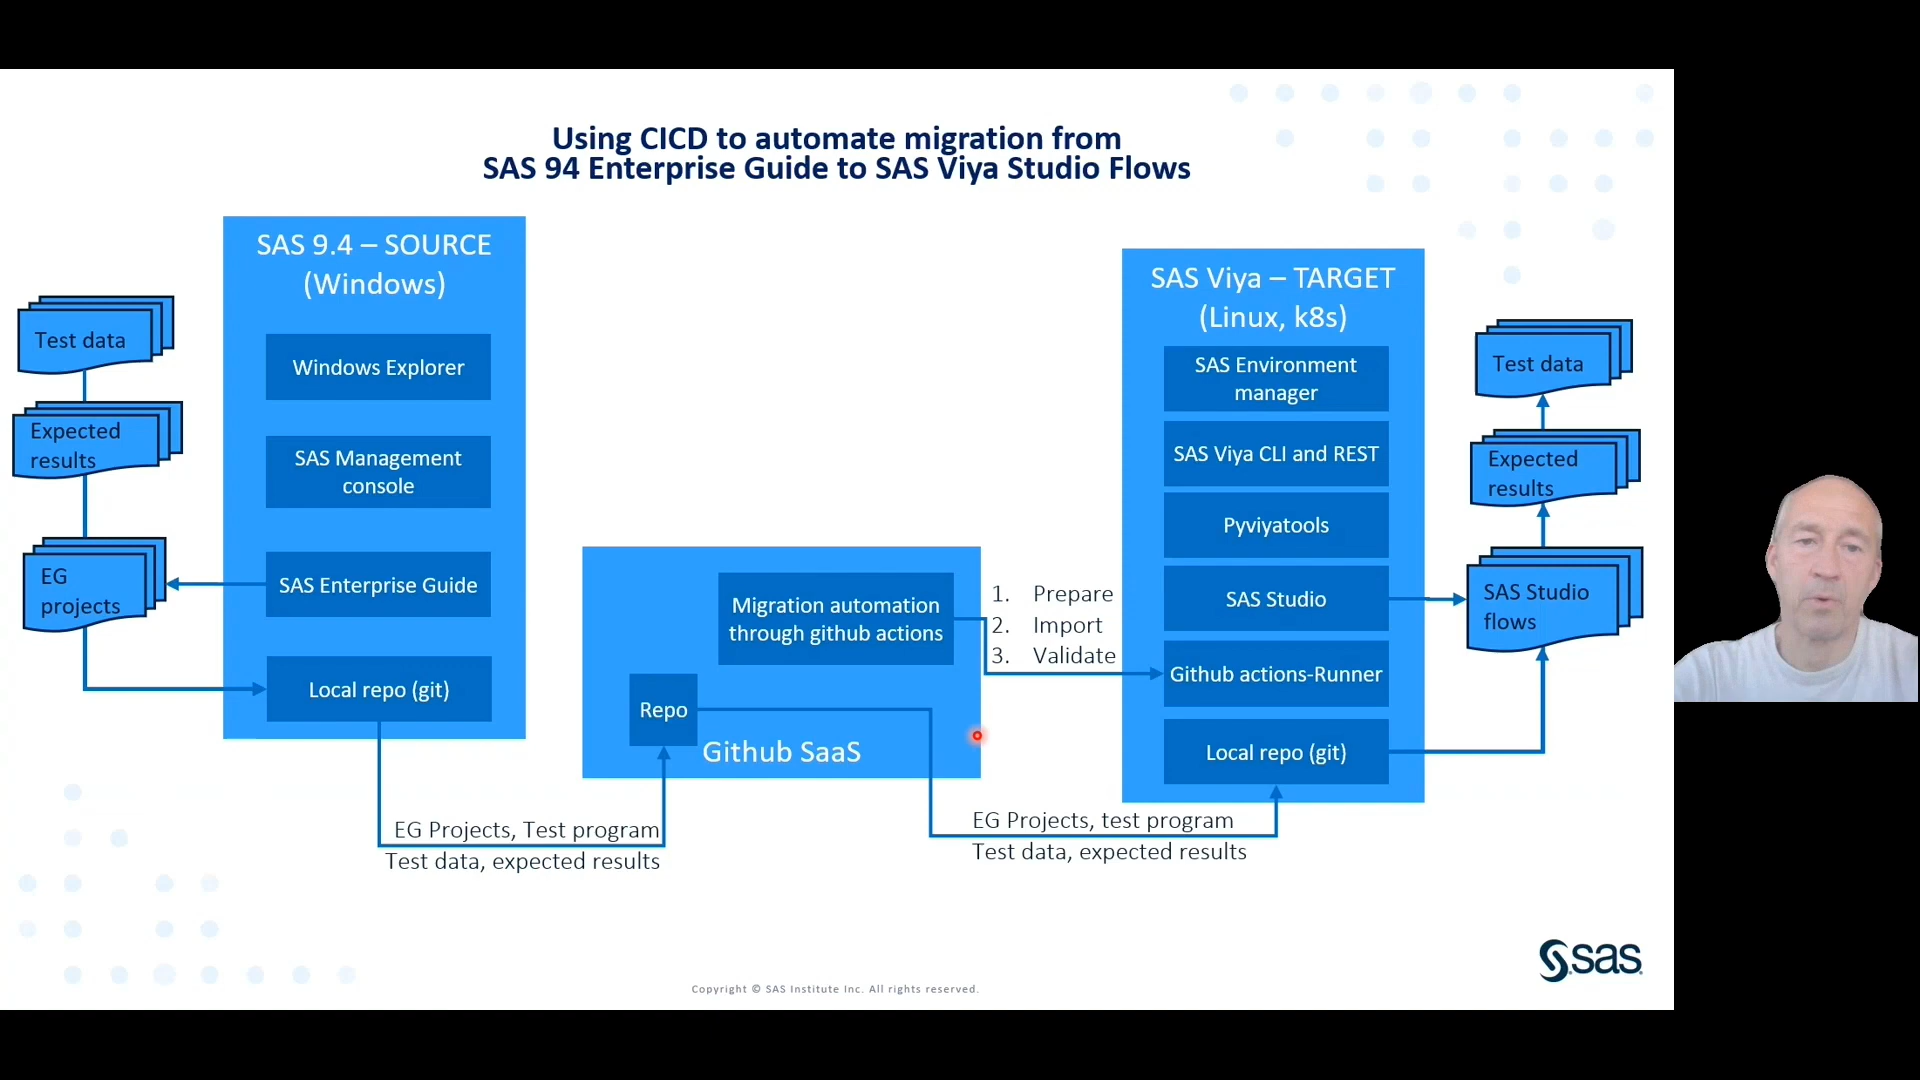 Using CICD to automate migration from
SAS 94 Enterprise Guide to SAS Viya Studio Flows
Test data
Expected
results
EG
projects
SAS 9.4 – SOURCE
(Windows)
Windows Explorer
SAS Management
console
SAS Enterprise Guide
Local repo (git)
EG Projects, Test program
Test data, expected results
Migration automation
through github actions
Repo
Github SaaS
1. Prepare
2. Import
3. Validate
EG Projects, test program
Test data, expected results
SAS Viya – TARGET
(Linux, k8s)
SAS Environment
manager
SAS Viya CLI and REST
Pyviyatools
SAS Studio
Github actions-Runner
Local repo (git)
Test data
Expected
results
SAS Studio
flows
sas
Copyright © SAS Institute Inc. All rights reserved.